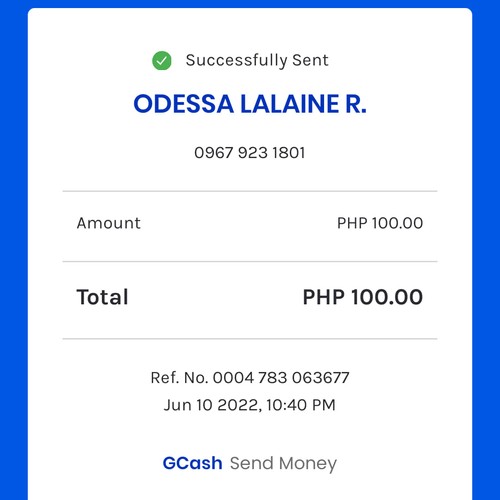 Successfully Sent
ODESSA LALAINE R.
0967 923 1801
Amount PHP 100.00
Total PHP 100.00
Ref. No. 0004 783 063677
Jun 10 2022, 10:40 PM
GCash Send Money